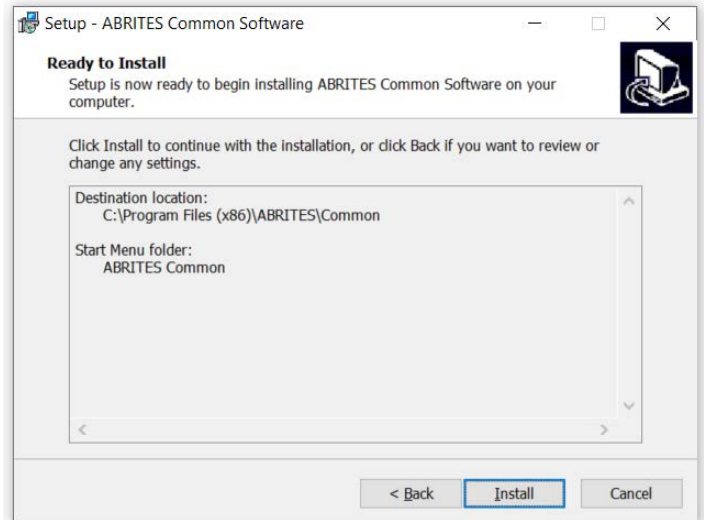 Setup - ABRITES Common Software
Ready to Install
Setup is now ready to begin installing ABRITES Common Software on your
computer.
Click Install to continue with the installation, or click Back if you want to review or
change any settings.
Destination location:
C:\Program Files (x86)\ABRITES\Common
Start Menu folder:
ABRITES Common
< Back Install Cancel